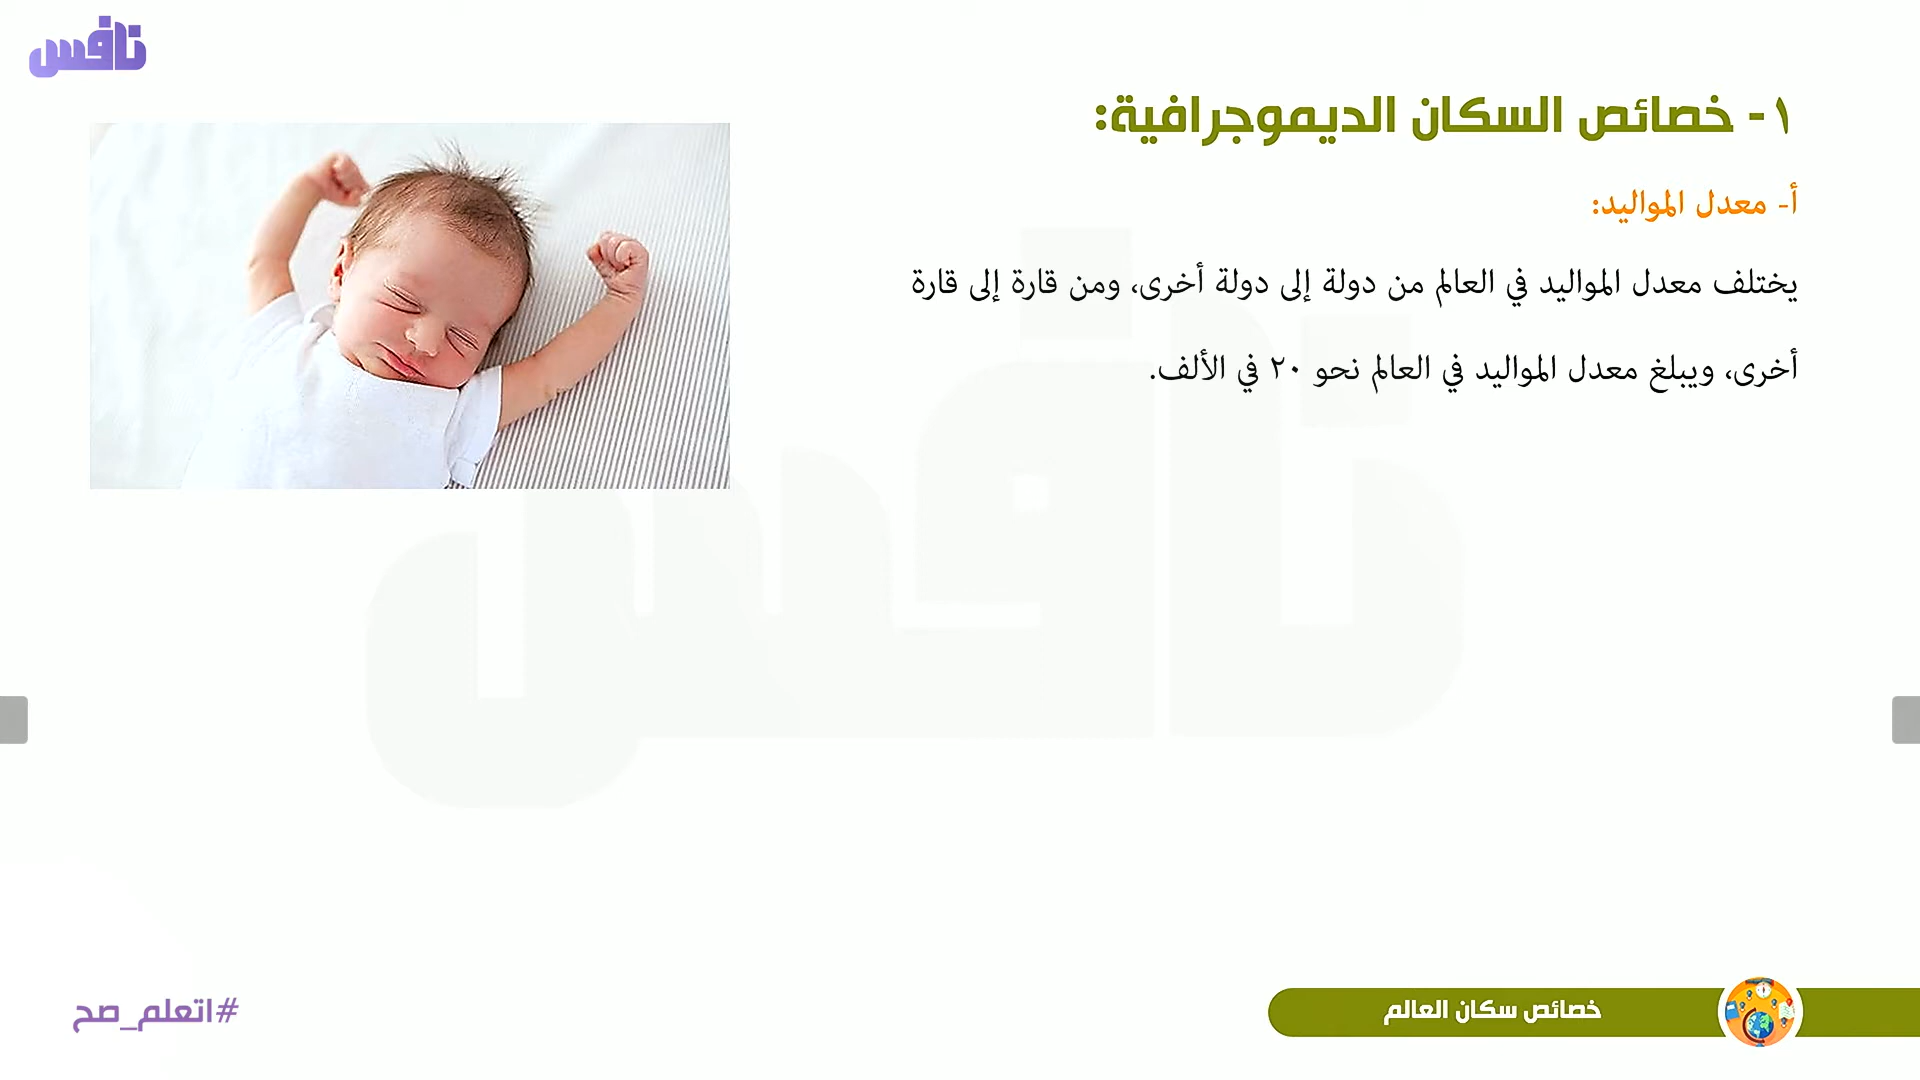 نافس
١- خصائص السكان الديموجرافية:
أ- معدل المواليد:
يختلف معدل المواليد في العالم من دولة إلى دولة أخرى، ومن قارة إلى قارة
أخرى، ويبلغ معدل المواليد في العالم نحو ٢٠ في الألف.
نافس
خصائص سكان العالم
#اتعلم_صح